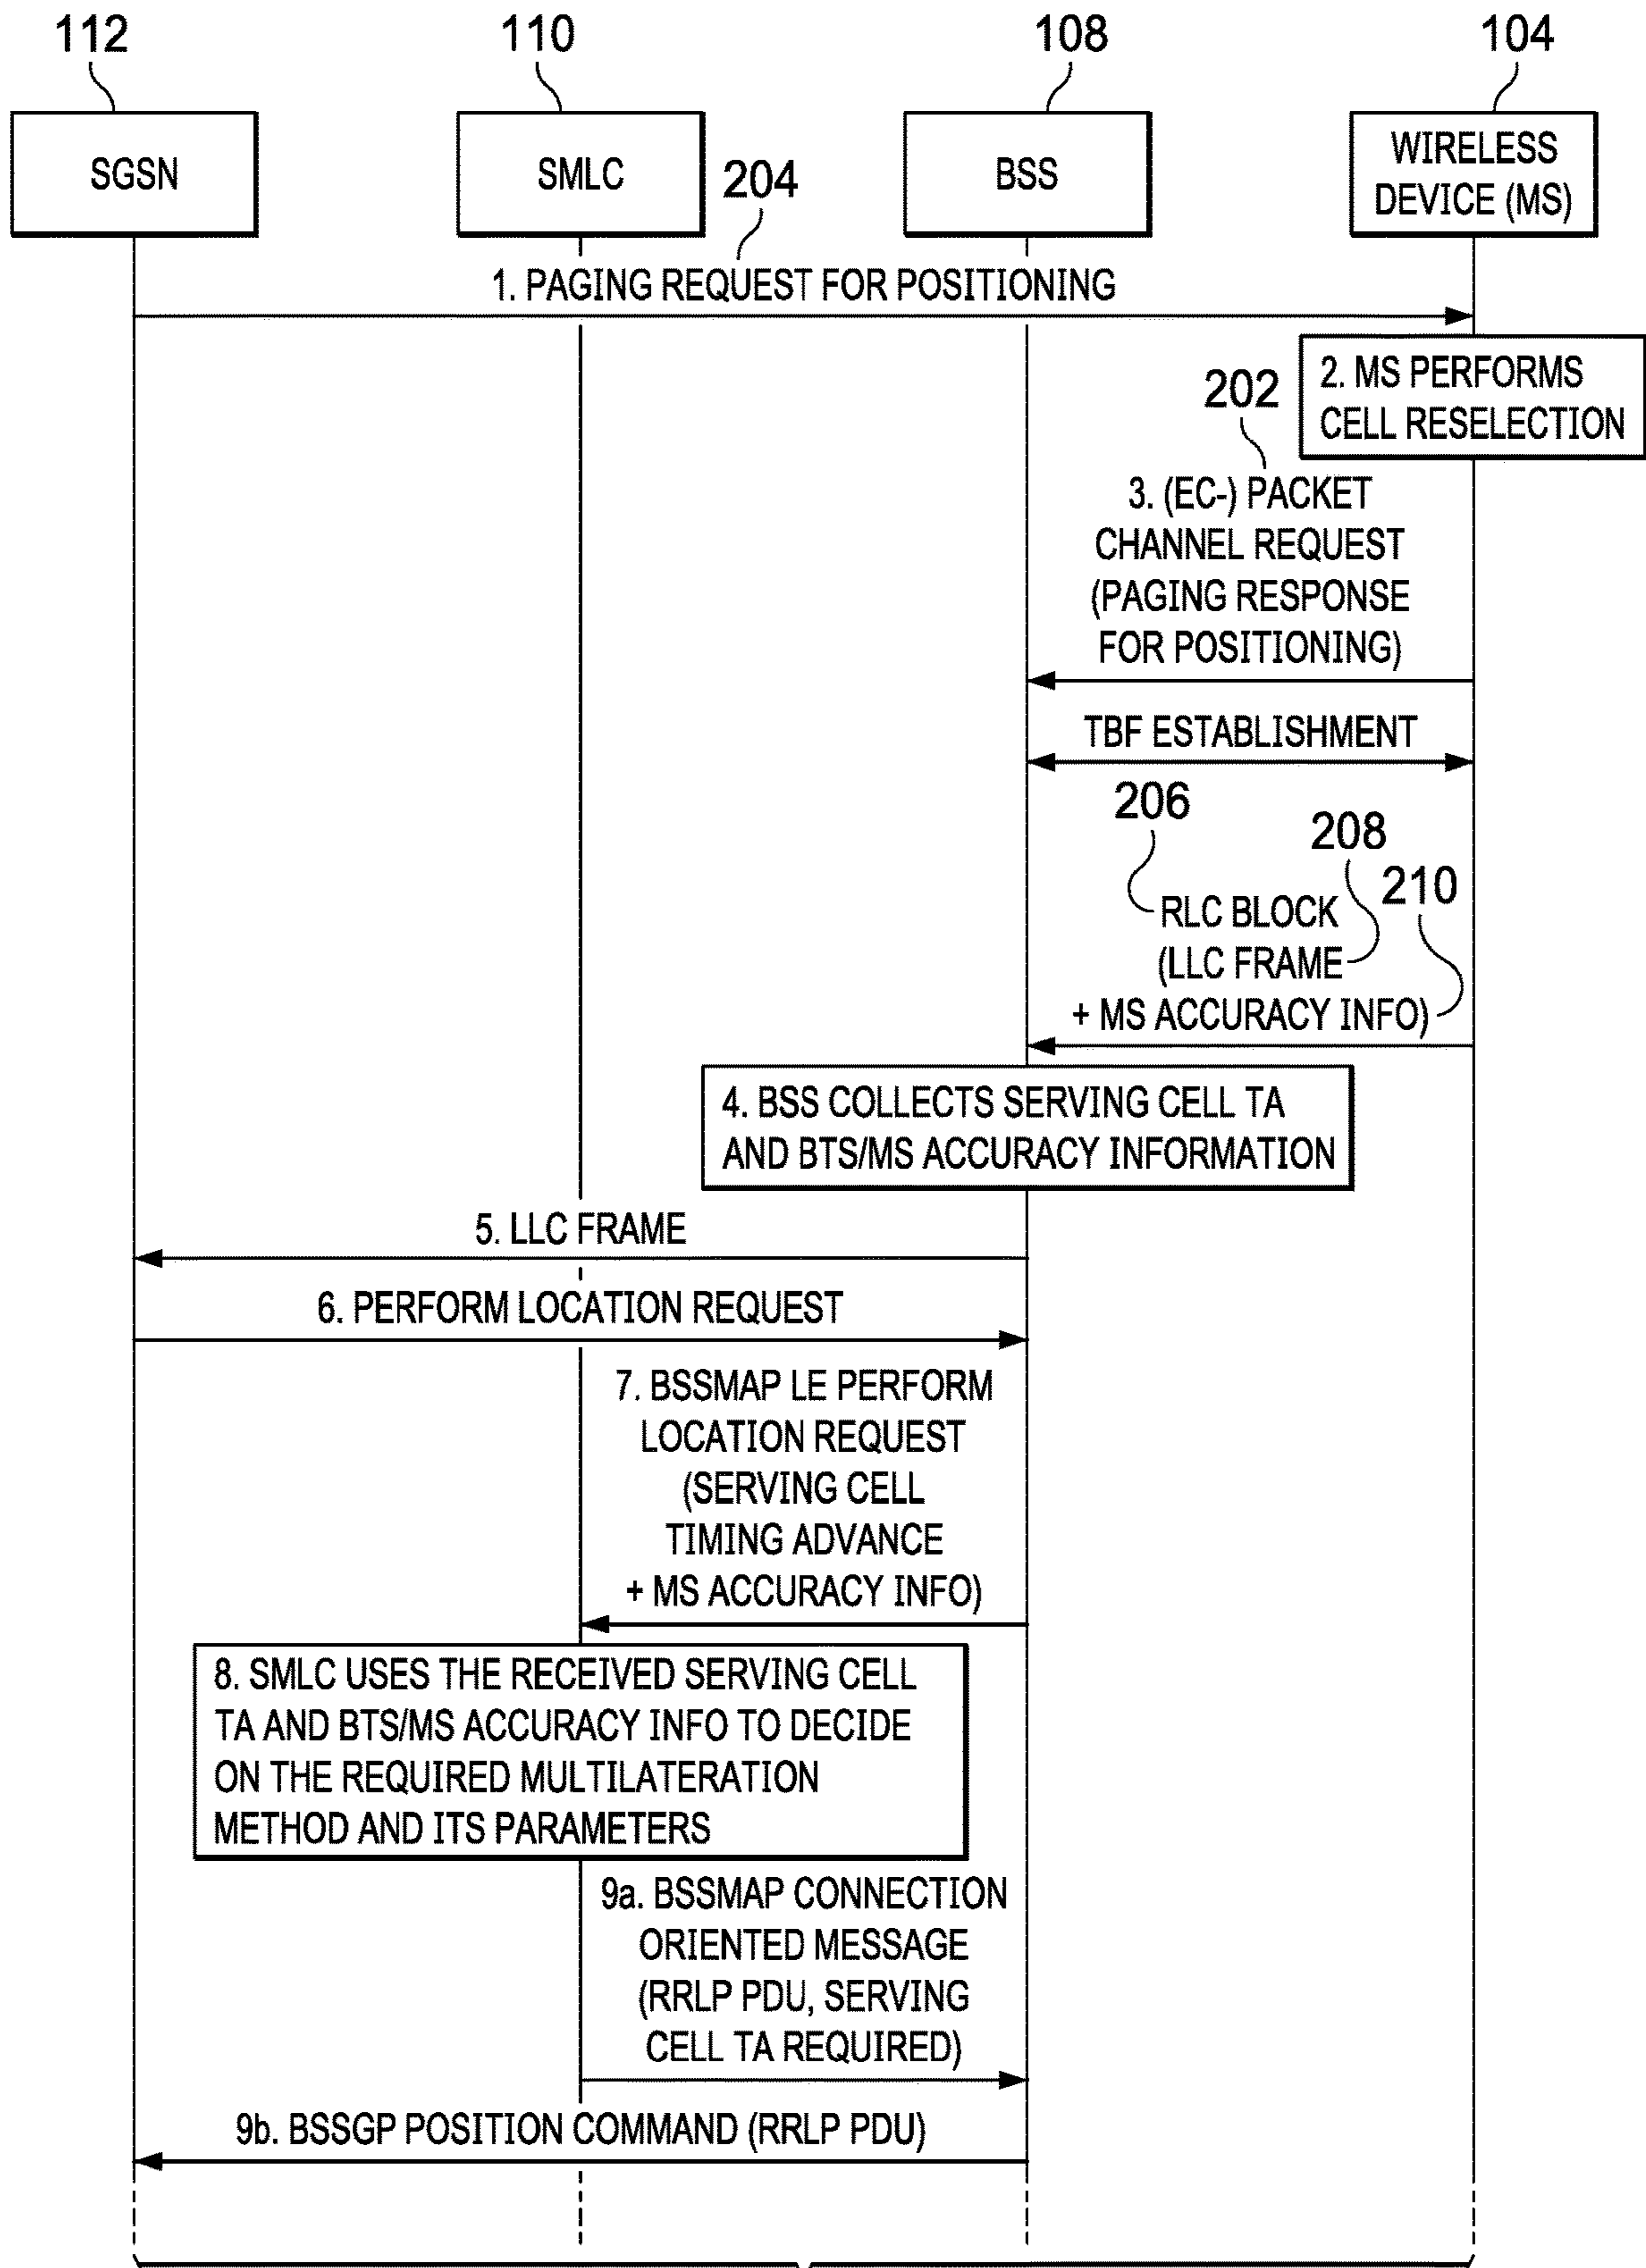 112
110
108
104
SGSN
SMLC
BSS
WIRELESS
DEVICE (MS)
204
1. PAGING REQUEST FOR POSITIONING
2. MS PERFORMS
CELL RESELECTION
202
3. (EC-) PACKET
CHANNEL REQUEST
(PAGING RESPONSE
FOR POSITIONING)
TBF ESTABLISHMENT
206
208
210
RLC BLOCK
(LLC FRAME
+ MS ACCURACY INFO)
4. BSS COLLECTS SERVING CELL TA
AND BTS/MS ACCURACY INFORMATION
5. LLC FRAME
6. PERFORM LOCATION REQUEST
7. BSSMAP LE PERFORM
LOCATION REQUEST
(SERVING CELL
TIMING ADVANCE
+ MS ACCURACY INFO)
8. SMLC USES THE RECEIVED SERVING CELL
TA AND BTS/MS ACCURACY INFO TO DECIDE
ON THE REQUIRED MULTILATERATION
METHOD AND ITS PARAMETERS
9a. BSSMAP CONNECTION
ORIENTED MESSAGE
(RRLP PDU, SERVING
CELL TA REQUIRED)
9b. BSSGP POSITION COMMAND (RRLP PDU)